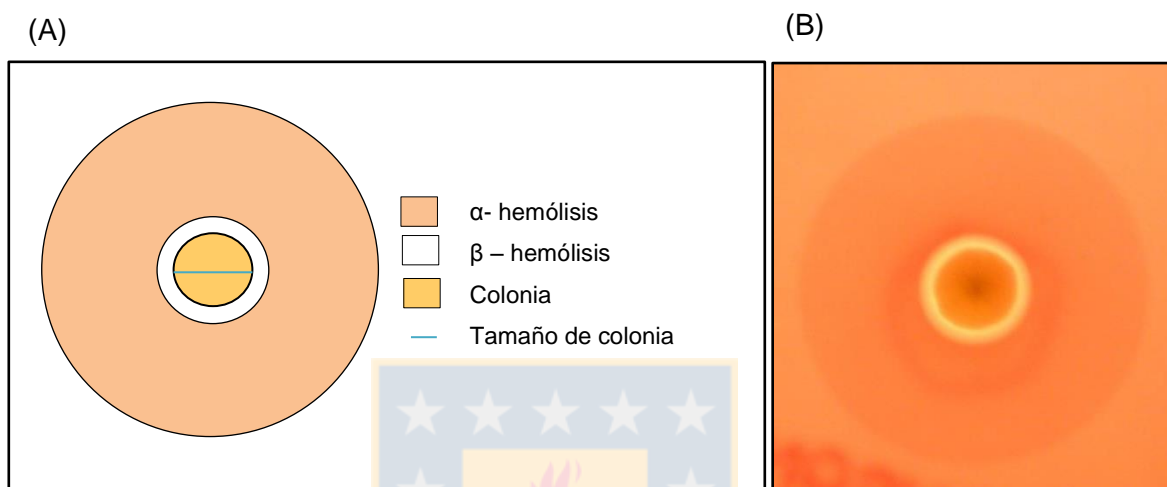 (A)
(B)
α- hemólisis
β – hemólisis
Colonia
Tamaño de colonia